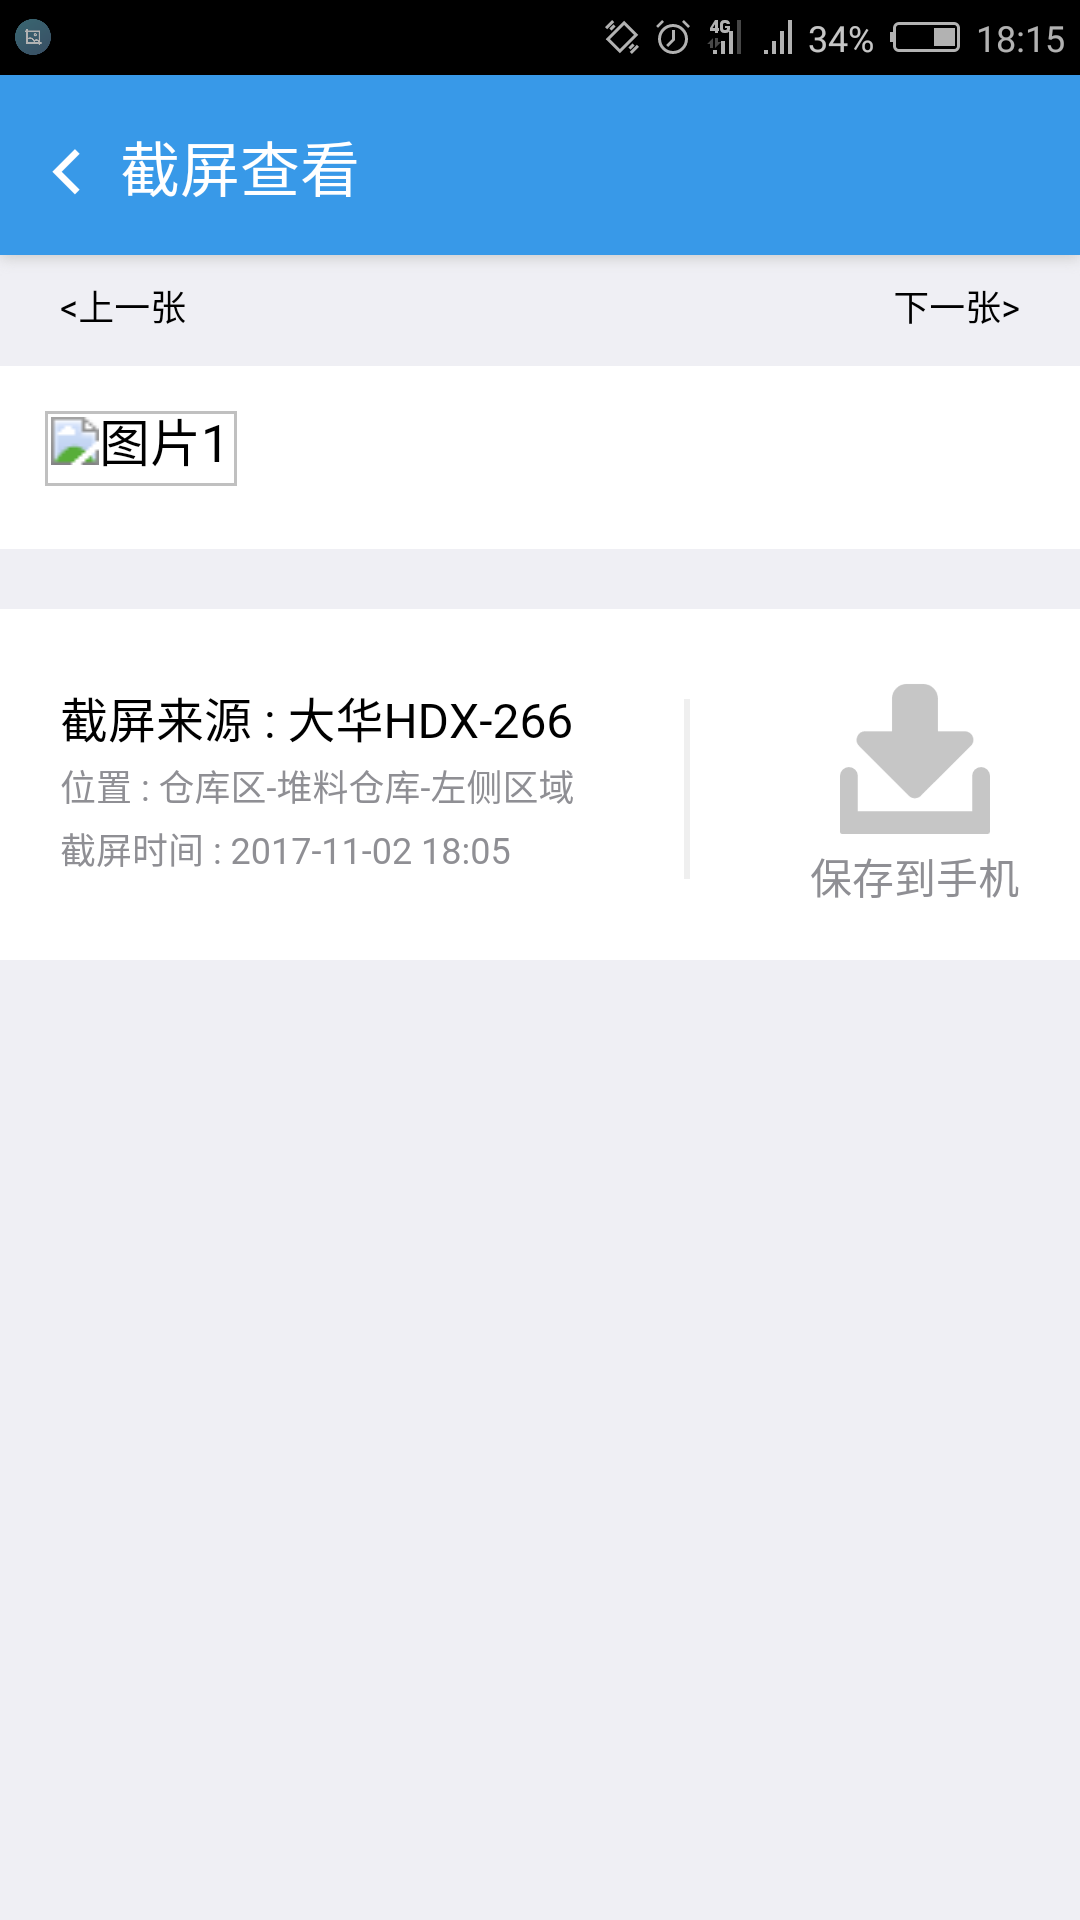 4G 34% 18:15
截屏查看
<上一张 下一张>
图片1
截屏来源 : 大华HDX-266
位置 : 仓库区-堆料仓库-左侧区域
截屏时间 : 2017-11-02 18:05
保存到手机